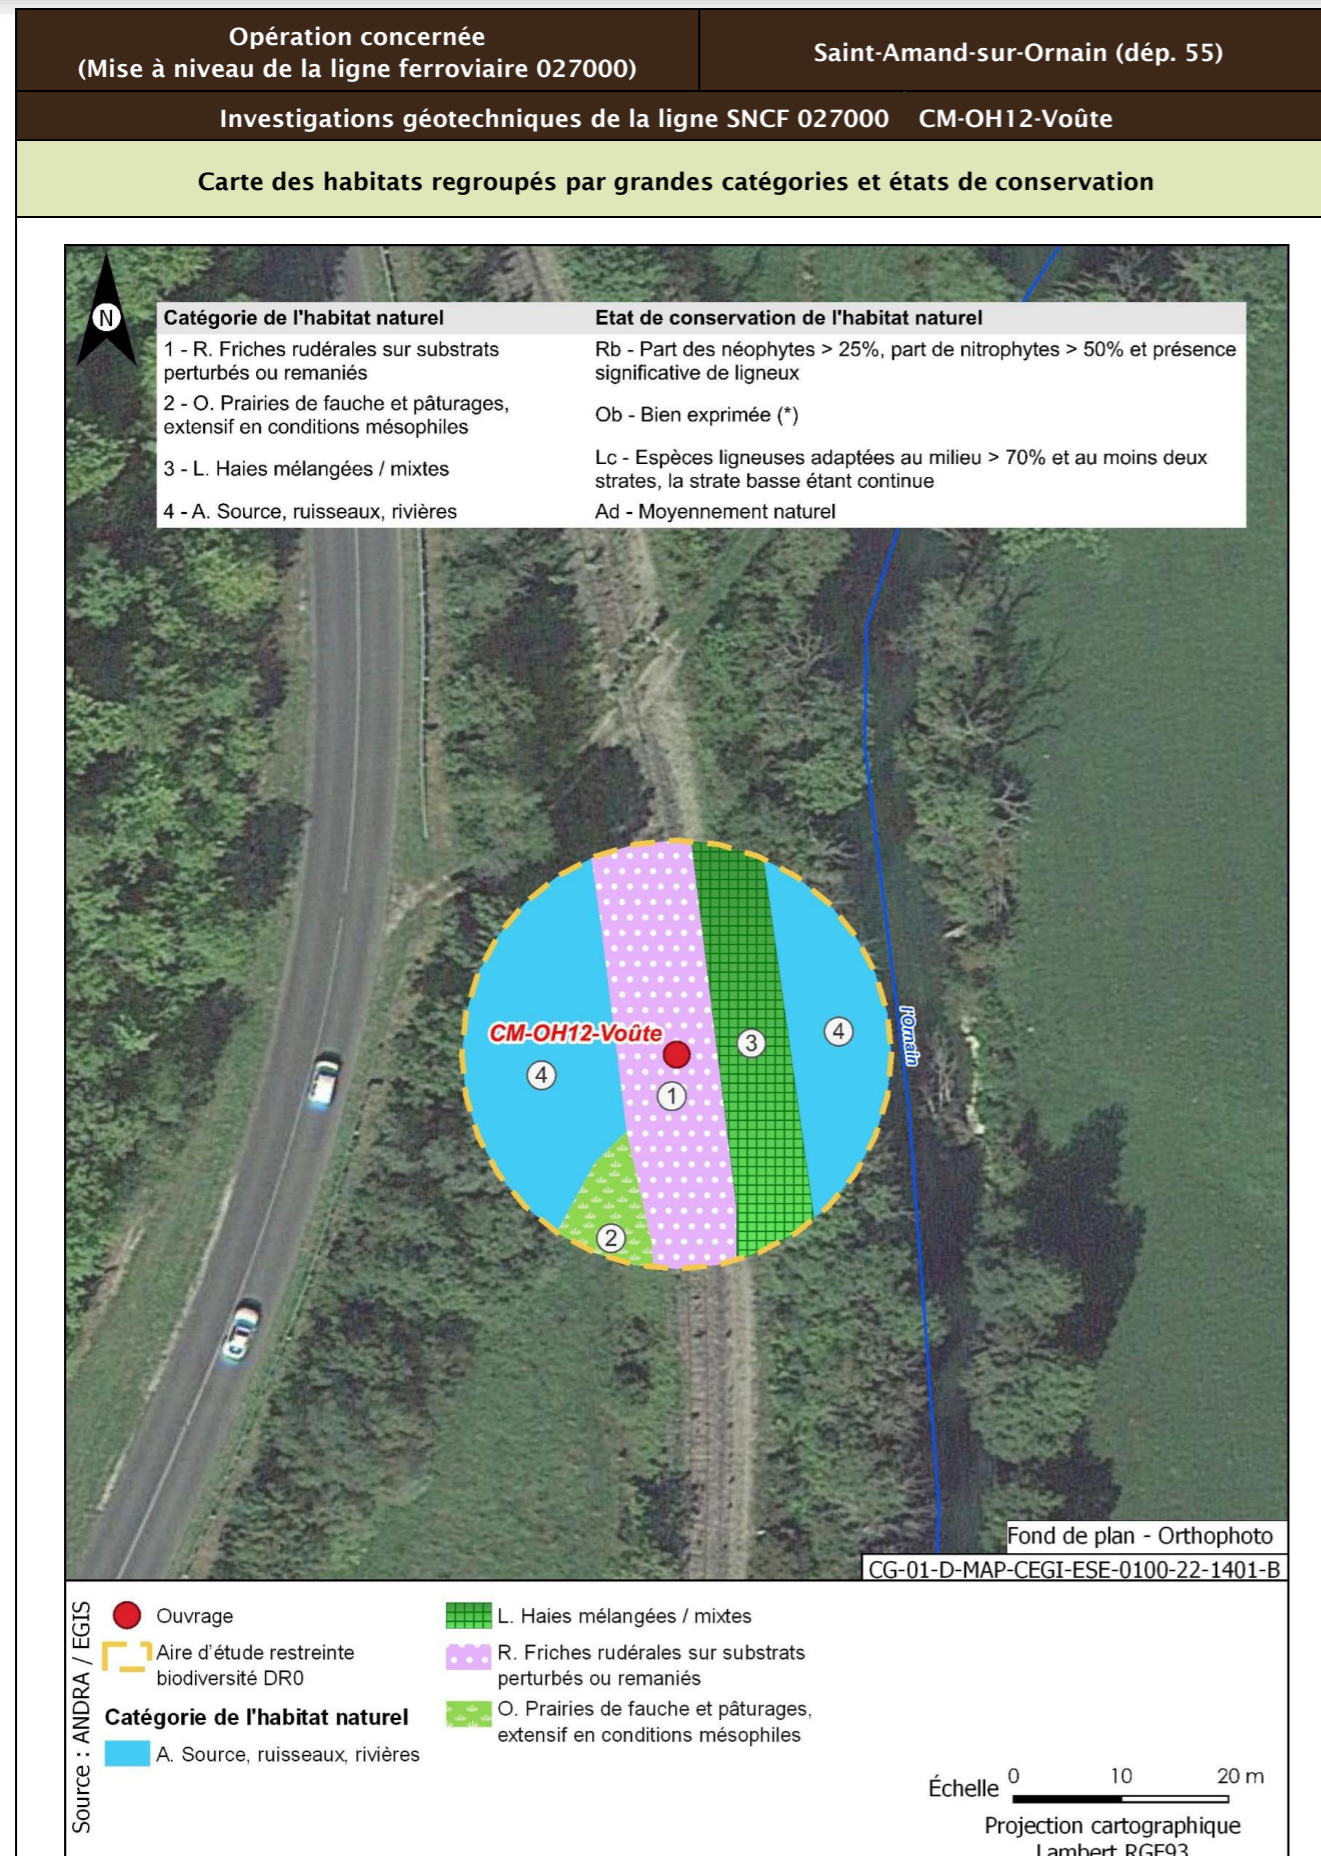 Opération concernée
(Mise à niveau de la ligne ferroviaire 027000)
Saint-Amand-sur-Ornain (dép. 55)
Investigations géotechniques de la ligne SNCF 027000 CM-OH12-Voûte
Carte des habitats regroupés par grandes catégories et états de conservation
N
Catégorie de l'habitat naturel
Etat de conservation de l'habitat naturel
1 - R. Friches rudérales sur substrats
perturbés ou remaniés
Rb - Part des néophytes > 25%, part de nitrophytes > 50% et présence
significative de ligneux
2 - O. Prairies de fauche et pâturages,
extensif en conditions mésophiles
Ob - Bien exprimée (*)
3 - L. Haies mélangées / mixtes
Lc - Espèces ligneuses adaptées au milieu > 70% et au moins deux
strates, la strate basse étant continue
4 - A. Source, ruisseaux, rivières
Ad - Moyennement naturel
CM-OH12-Voûte
4
1
3
4
2
l'Ornain
Fond de plan - Orthophoto
CG-01-D-MAP-CEGI-ESE-0100-22-1401-B
Source : ANDRA / EGIS
Ouvrage
Aire d'étude restreinte
biodiversité DR0
Catégorie de l'habitat naturel
A. Source, ruisseaux, rivières
L. Haies mélangées / mixtes
R. Friches rudérales sur substrats
perturbés ou remaniés
O. Prairies de fauche et pâturages,
extensif en conditions mésophiles
Échelle 0 10 20 m
Projection cartographique
Lambert RGF93